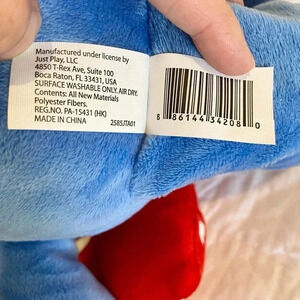 Manufactured under license by
Just Play, LLC
4850 T-Rex Ave, Suite 100
Boca Raton, FL 33431, USA
SURFACE WASHABLE ONLY. AIR DRY.
Contents: All New Materials
Polyester Fibers.
REG.NO. PA-15431 (HK)
MADE IN CHINA 2585JTA01
8 86144 34208 0